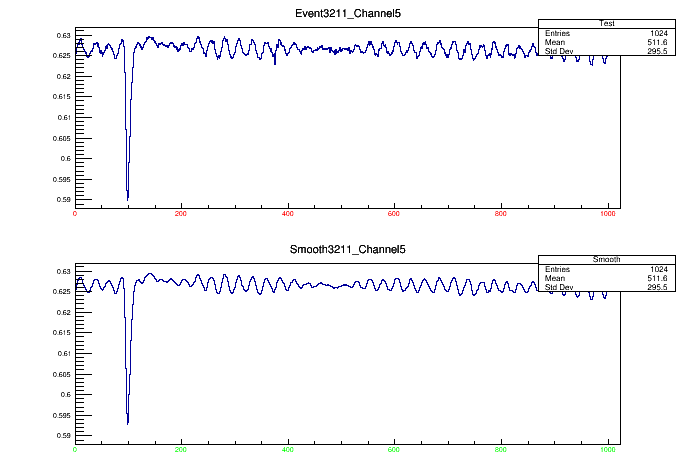 Event3211_Channel5
Test
Entries 1024
Mean 511.6
Std Dev 295.5
0.63
0.625
0.62
0.615
0.61
0.605
0.6
0.595
0.59
0 200 400 600 800 1000
Smooth3211_Channel5
Smooth
Entries 1024
Mean 511.6
Std Dev 295.5
0.63
0.625
0.62
0.615
0.61
0.605
0.6
0.595
0.59
0 200 400 600 800 1000